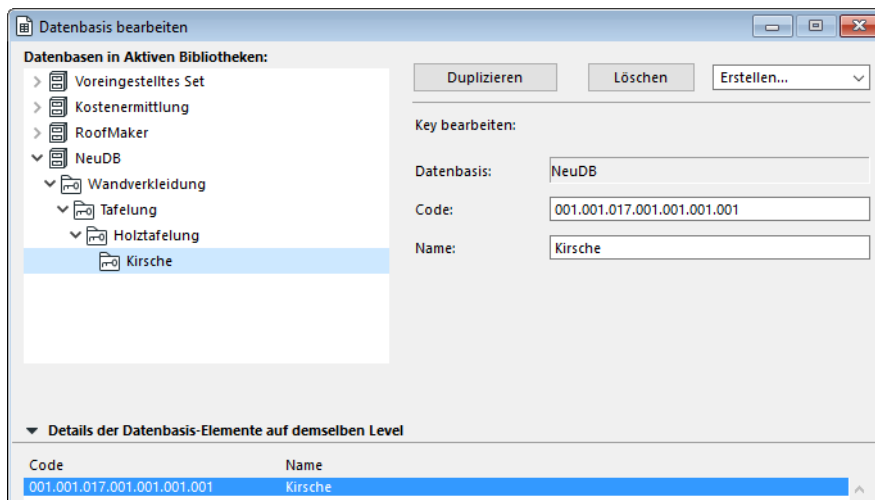 Datenbasis bearbeiten
Datenbasen in Aktiven Bibliotheken:
Voreingestelltes Set
Kostenermittlung
RoofMaker
NeuDB
Wandverkleidung
Tafelung
Holztafelung
Kirsche
Duplizieren Löschen Erstellen...
Key bearbeiten:
Datenbasis: NeuDB
Code: 001.001.017.001.001.001.001
Name: Kirsche
Details der Datenbasis-Elemente auf demselben Level
Code Name
001.001.017.001.001.001.001 Kirsche